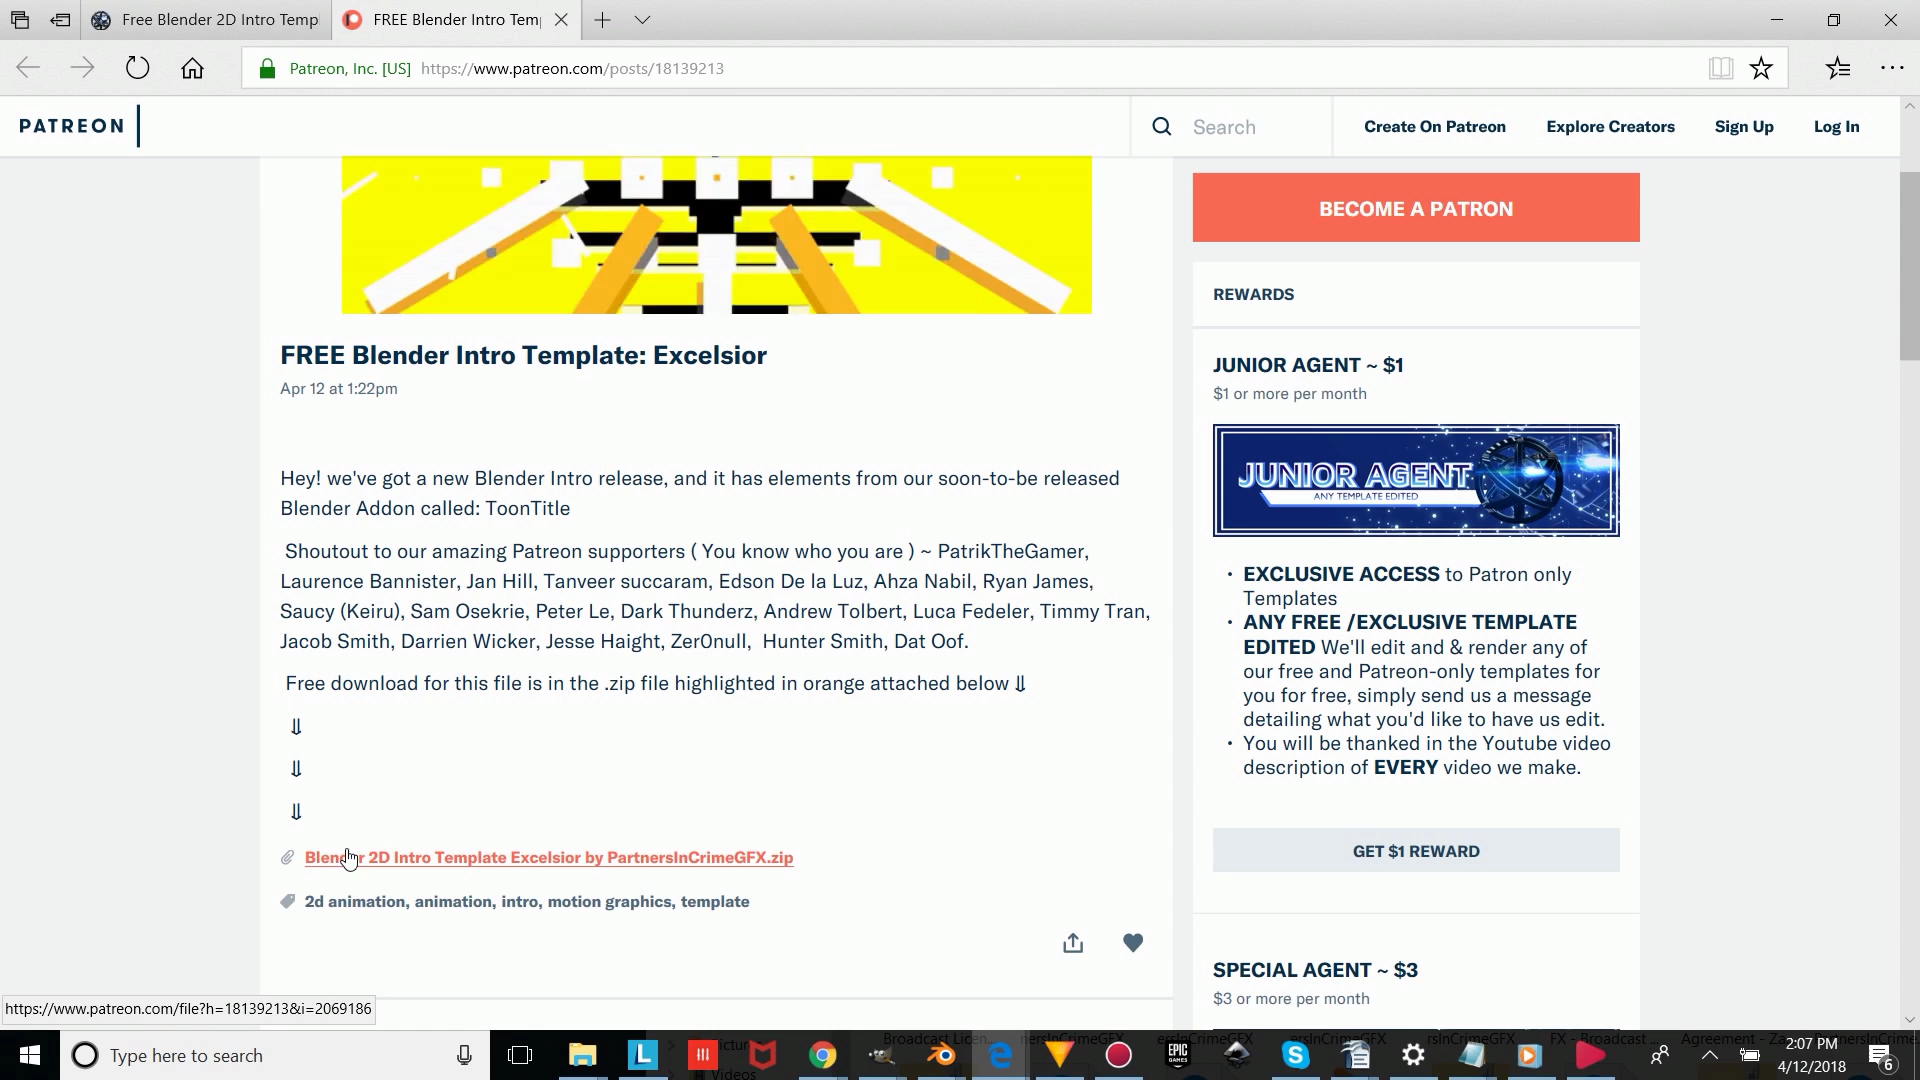 Free Blender 2D Intro Templ
FREE Blender Intro Tem
Patreon, Inc. [US] https://www.patreon.com/posts/18139213
PATREON
Search
Create On Patreon
Explore Creators
Sign Up
Log In
FREE Blender Intro Template: Excelsior
Apr 12 at 1:22pm
Hey! we've got a new Blender Intro release, and it has elements from our soon-to-be released
Blender Addon called: ToonTitle
Shoutout to our amazing Patreon supporters ( You know who you are ) ~ PatrikTheGamer,
Laurence Bannister, Jan Hill, Tanveer succaram, Edson De la Luz, Ahza Nabil, Ryan James,
Saucy (Keiru), Sam Osekrie, Peter Le, Dark Thunderz, Andrew Tolbert, Luca Fedeler, Timmy Tran,
Jacob Smith, Darrien Wicker, Jesse Haight, Zer0null, Hunter Smith, Dat Oof.
Free download for this file is in the .zip file highlighted in orange attached below ⇓
⇓
⇓
⇓
Blender 2D Intro Template Excelsior by PartnersInCrimeGFX.zip
2d animation, animation, intro, motion graphics, template
BECOME A PATRON
REWARDS
JUNIOR AGENT ~ $1
$1 or more per month
JUNIOR AGENT
ANY TEMPLATE EDITED
• EXCLUSIVE ACCESS to Patron only
Templates
• ANY FREE /EXCLUSIVE TEMPLATE
EDITED We'll edit and & render any of
our free and Patreon-only templates for
you for free, simply send us a message
detailing what you'd like to have us edit.
• You will be thanked in the Youtube video
description of EVERY video we make.
GET $1 REWARD
SPECIAL AGENT ~ $3
$3 or more per month
https://www.patreon.com/file?h=18139213&i=2069186
Type here to search
EPIC
GAMES
2:07 PM
4/12/2018
6